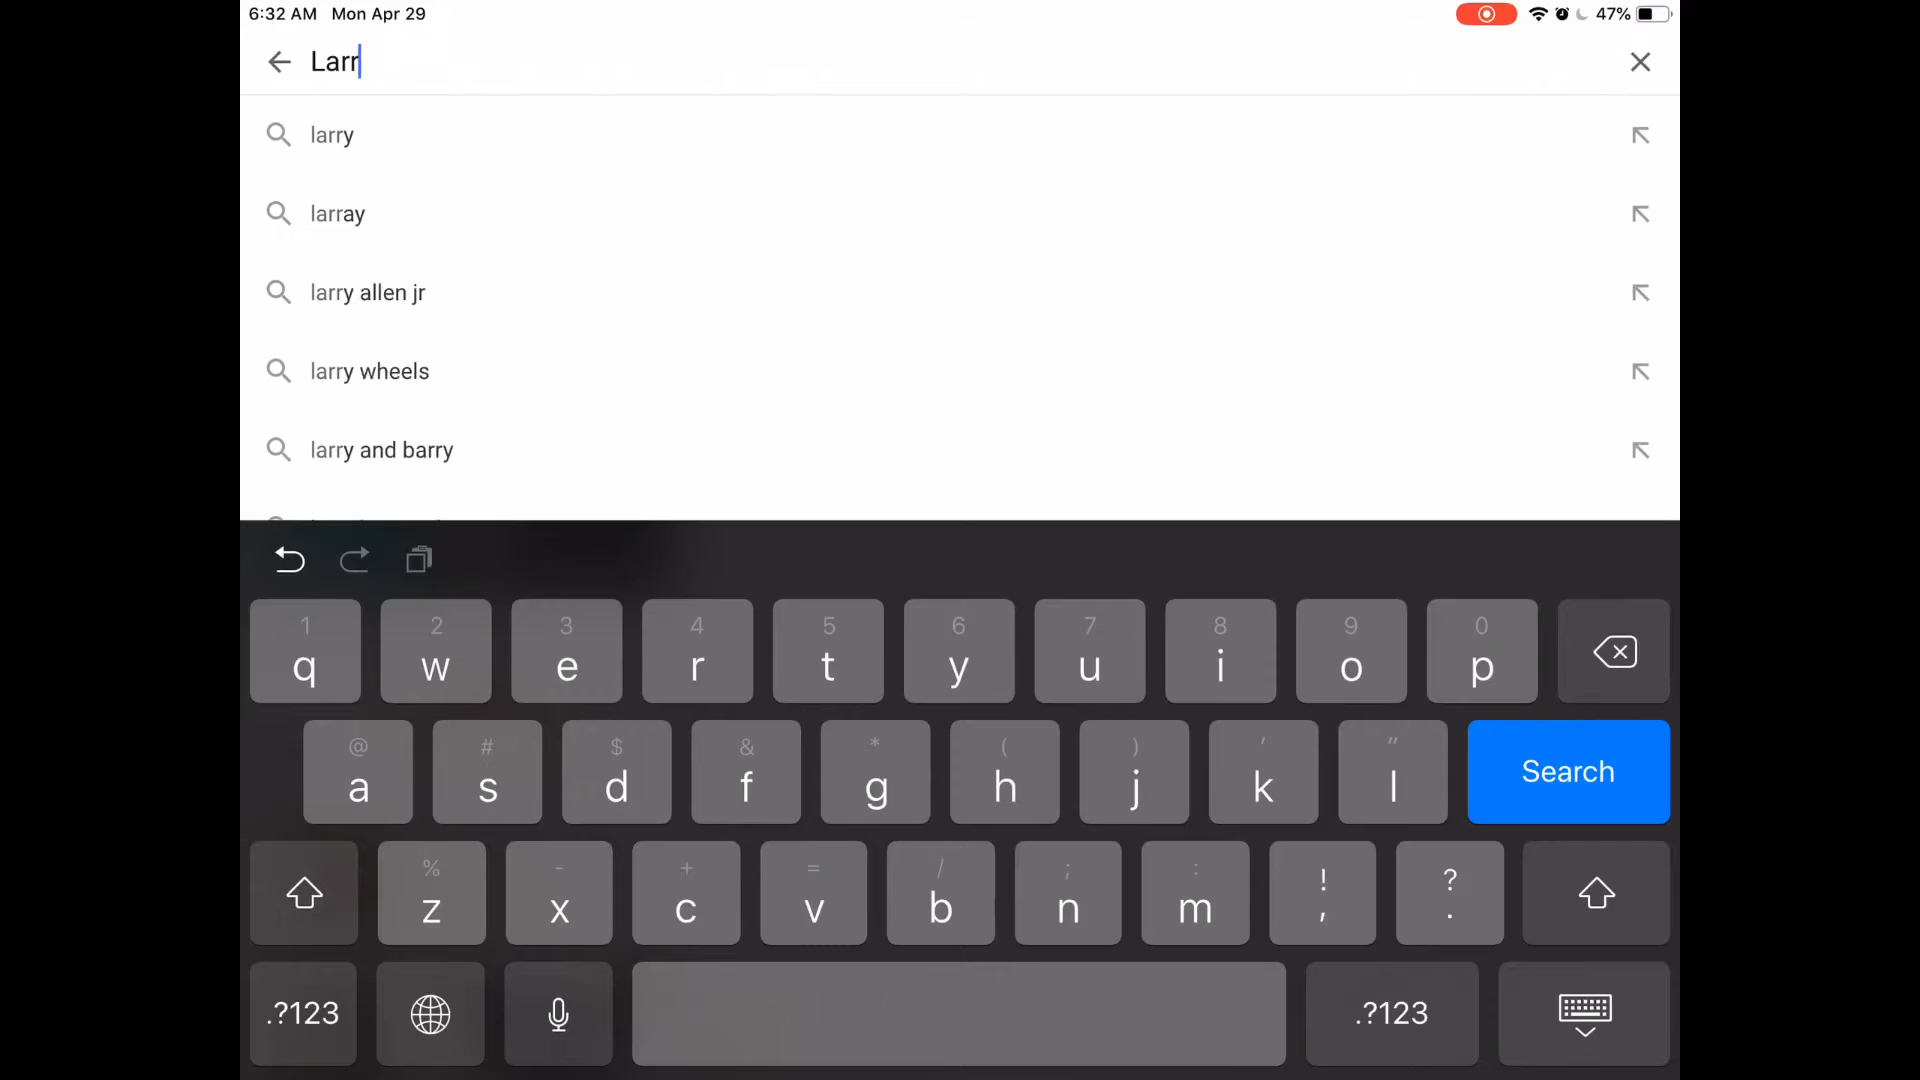 6:32 AM Mon Apr 29 47%
Larr
larry
larray
larry allen jr
larry wheels
larry and barry
1 2 3 4 5 6 7 8 9 0
q w e r t y u i o p
@ # $ & * ( ) ' "
a s d f g h j k l Search
% - + = / ; : ! ?
z x c v b n m , .
.?123 .?123